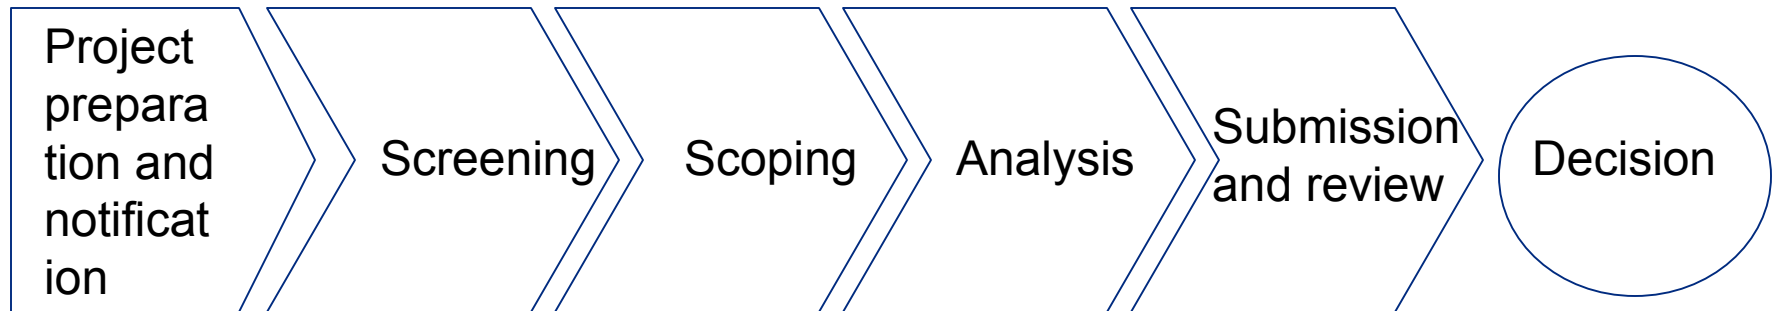 Project
prepara
tion and
notificat
ion
Screening
Scoping
Analysis
Submission
and review
Decision